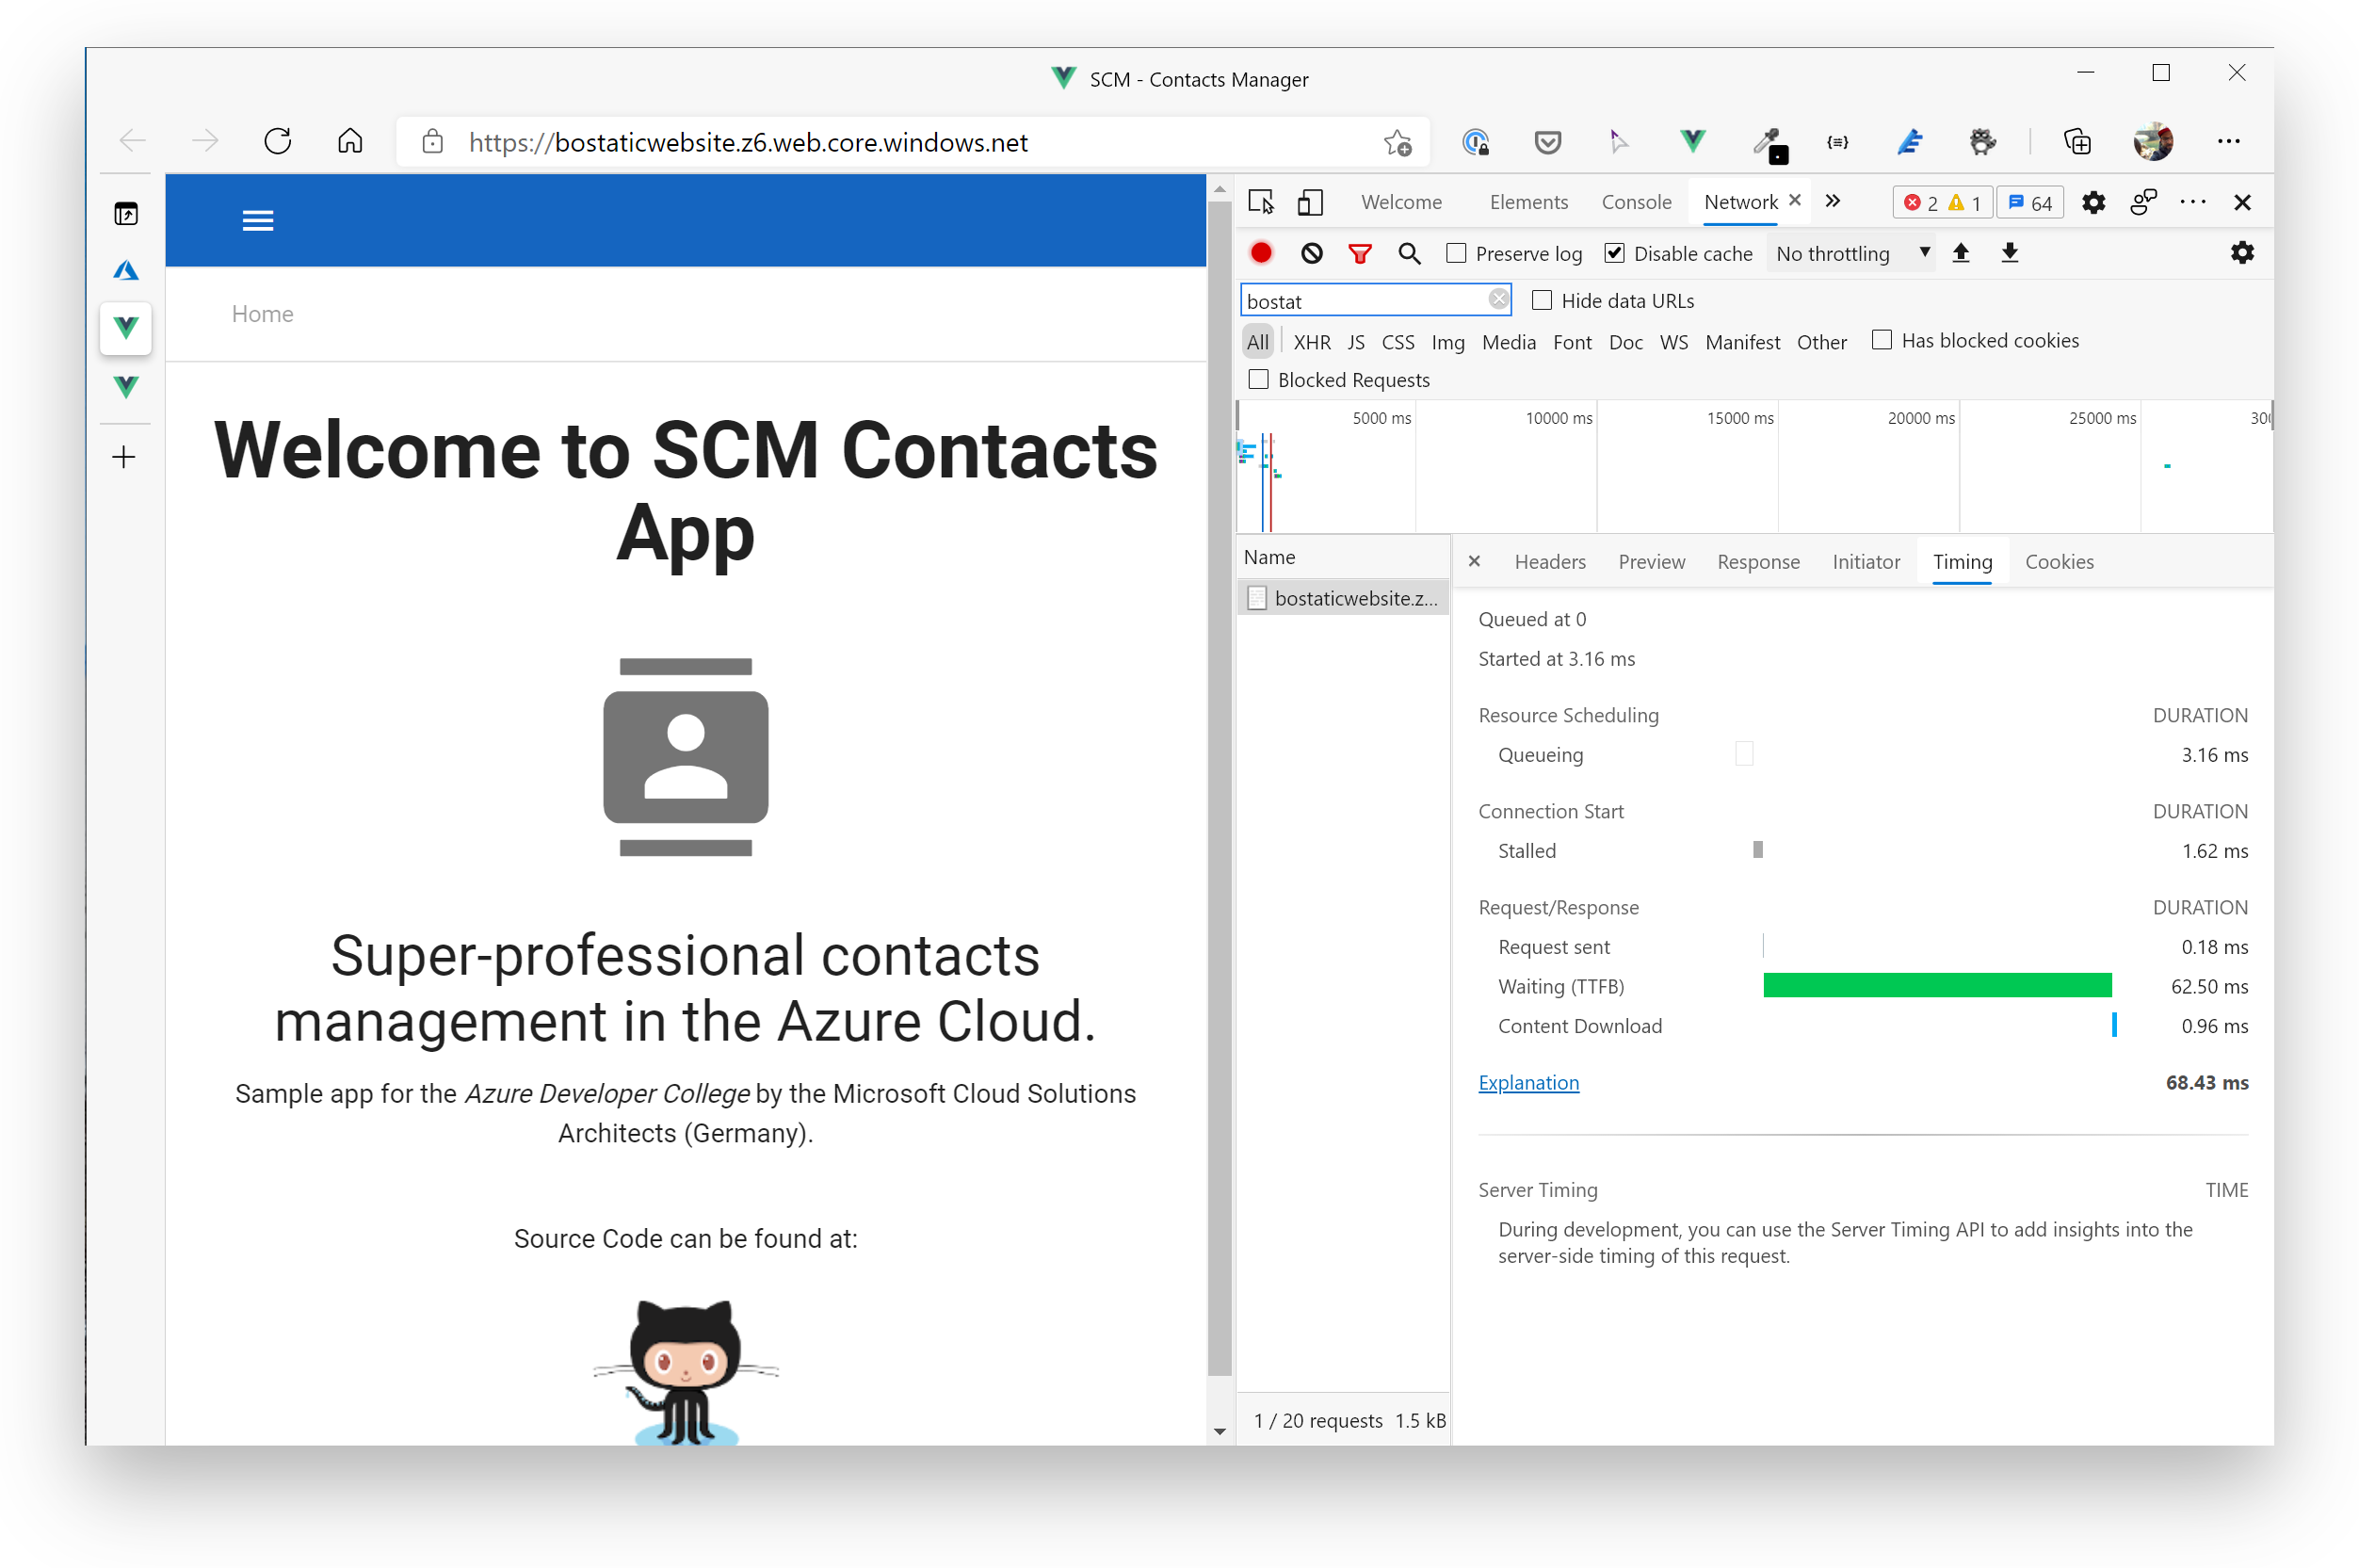 SCM - Contacts Manager
https://bostaticwebsite.z6.web.core.windows.net
Home
Welcome to SCM Contacts
App
Super-professional contacts
management in the Azure Cloud.
Sample app for the Azure Developer College by the Microsoft Cloud Solutions
Architects (Germany).
Source Code can be found at:
Welcome Elements Console Network 2 1 64
Preserve log Disable cache No throttling
bostat Hide data URLs
All XHR JS CSS Img Media Font Doc WS Manifest Other Has blocked cookies
Blocked Requests
5000 ms 10000 ms 15000 ms 20000 ms 25000 ms
Name Headers Preview Response Initiator Timing Cookies
bostaticwebsite.z...
Queued at 0
Started at 3.16 ms
Resource Scheduling DURATION
Queueing 3.16 ms
Connection Start DURATION
Stalled 1.62 ms
Request/Response DURATION
Request sent 0.18 ms
Waiting (TTFB) 62.50 ms
Content Download 0.96 ms
Explanation 68.43 ms
Server Timing TIME
During development, you can use the Server Timing API to add insights into the
server-side timing of this request.
1 / 20 requests 1.5 kB